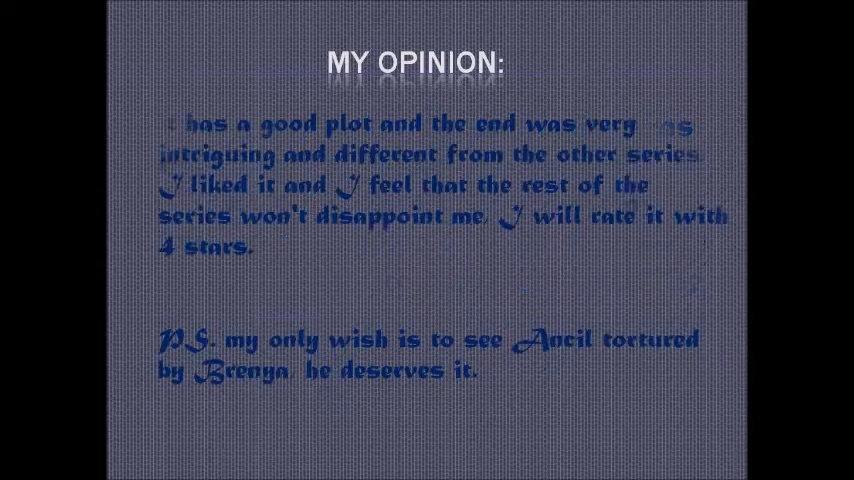 MY OPINION:
It has a good plot and the end was very
intriguing and different from the other series.
I liked it and I feel that the rest of the
series won't disappoint me. I will rate it with
4 stars.
PS. my only wish is to see Ancil tortured
by Brenya, he deserves it.